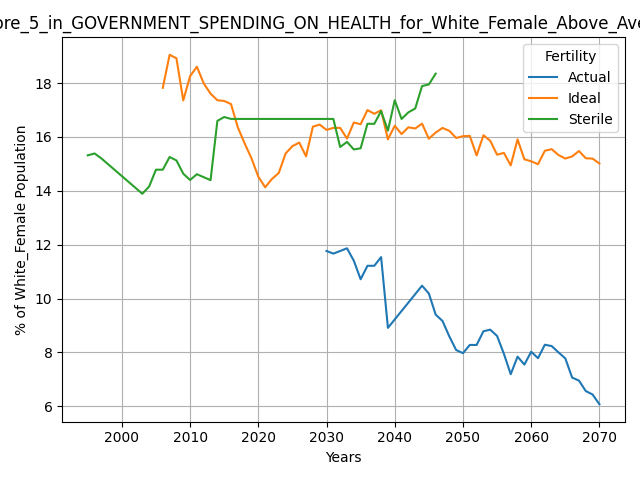 ore_5_in_GOVERNMENT_SPENDING_ON_HEALTH_for_White_Female_Above_Ave
Fertility
Actual
Ideal
Sterile
% of White_Female Population
18
16
14
12
10
8
6
2000 2010 2020 2030 2040 2050 2060 2070
Years